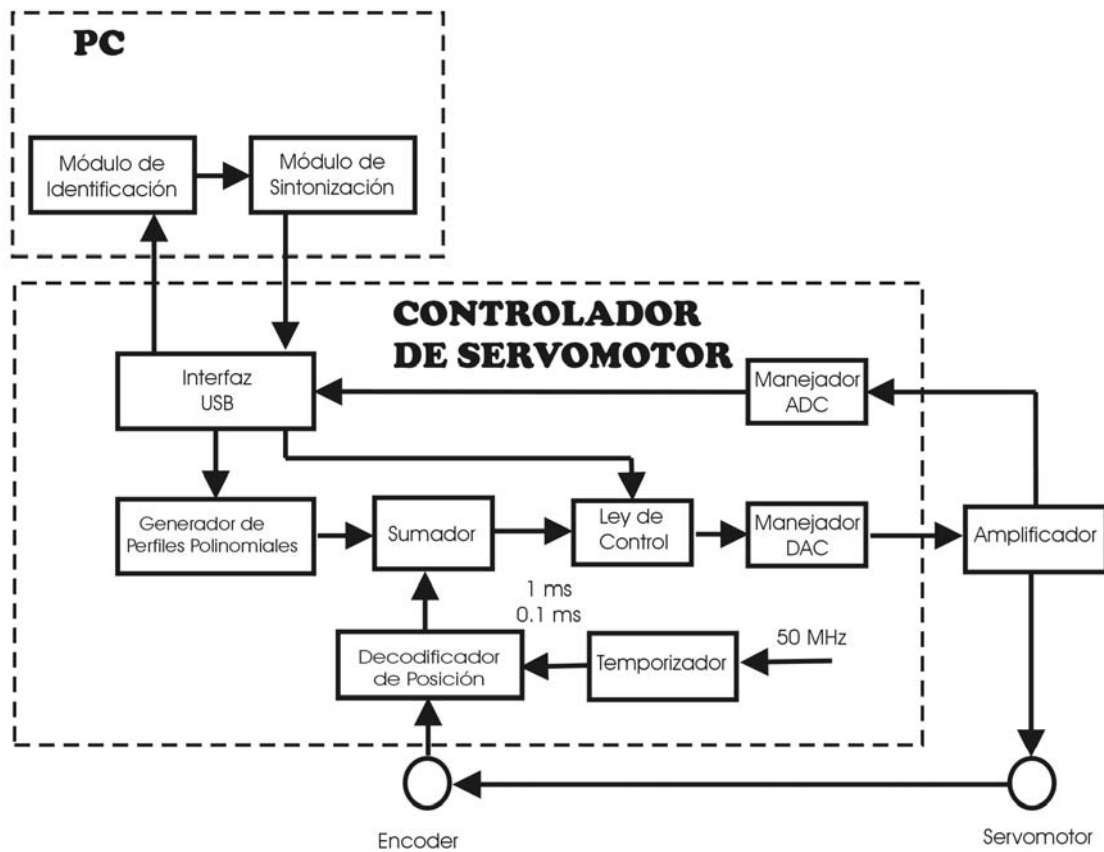 PC
Módulo de
Identificación
Módulo de
Sintonización
CONTROLADOR
DE SERVOMOTOR
Interfaz
USB
Manejador
ADC
Generador de
Perfiles Polinomiales
Sumador
Ley de
Control
Manejador
DAC
Amplificador
1 ms
0.1 ms
50 MHz
Decodificador
de Posición
Temporizador
Encoder
Servomotor